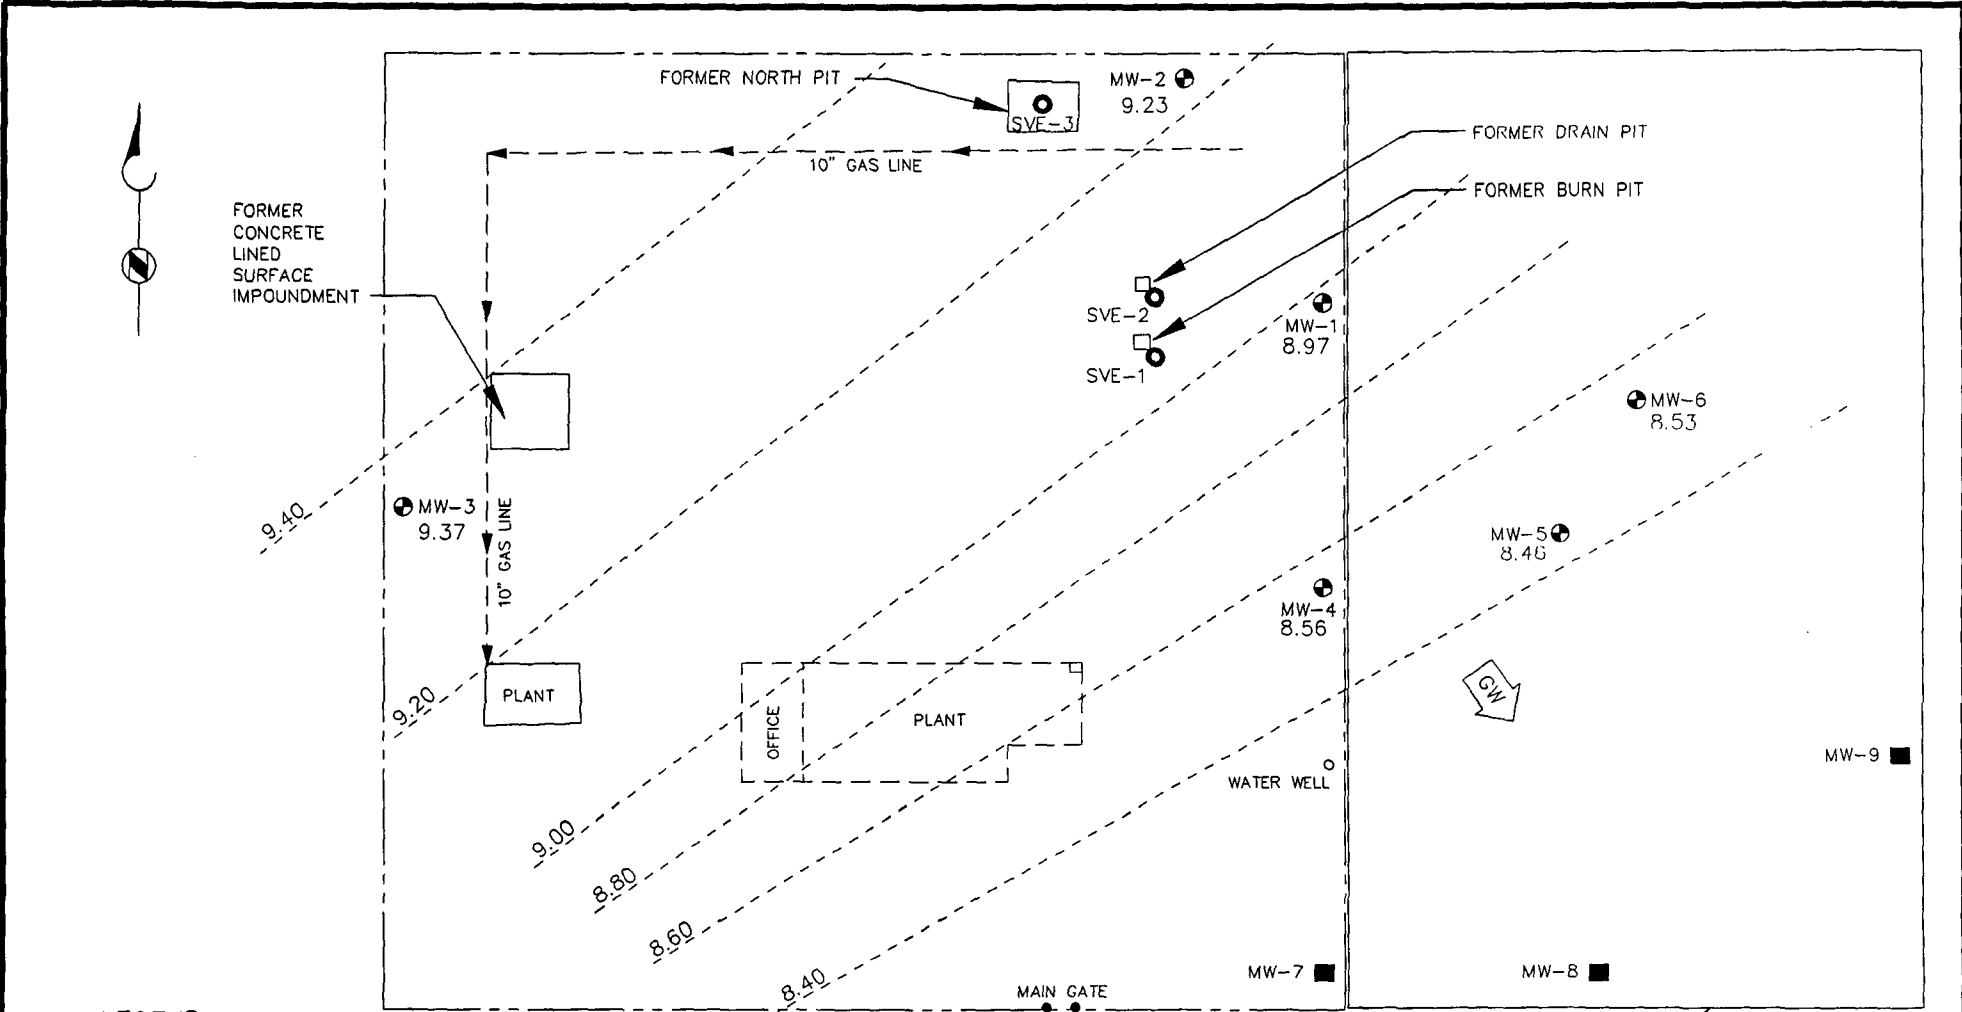 FORMER NORTH PIT
MW-2
9.23
SVE-3
FORMER DRAIN PIT
10" GAS LINE
FORMER BURN PIT
FORMER
CONCRETE
LINED
SURFACE
IMPOUNDMENT
SVE-2
MW-1
8.97
SVE-1
MW-6
8.53
9.40
MW-3
9.37
10" GAS LINE
MW-5
MW-4
8.56
9.20
PLANT
OFFICE
PLANT
GW
WATER WELL
MW-9
9.00
8.80
8.60
8.40
MW-7
MW-8
MAIN GATE